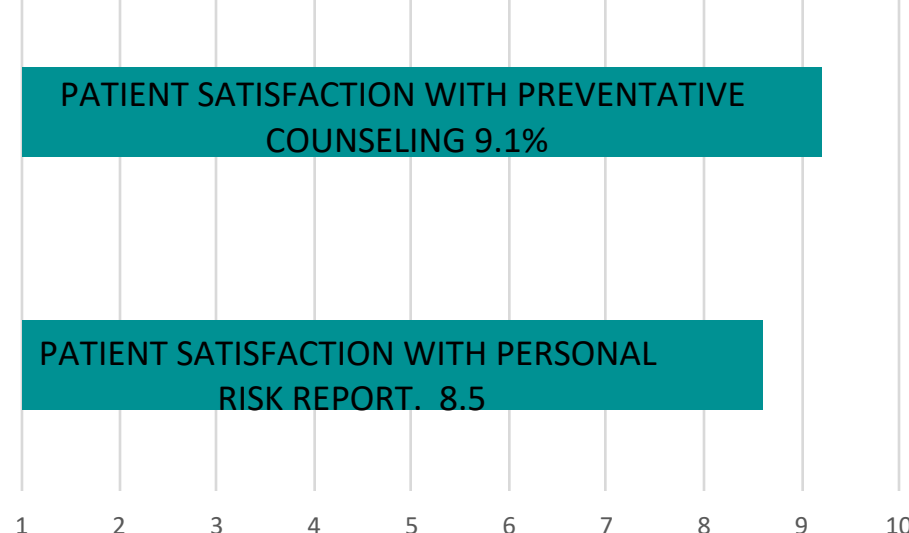 PATIENT SATISFACTION WITH PREVENTATIVE
COUNSELING 9.1%
PATIENT SATISFACTION WITH PERSONAL
RISK REPORT.  8.5
1 2 3 4 5 6 7 8 9 10